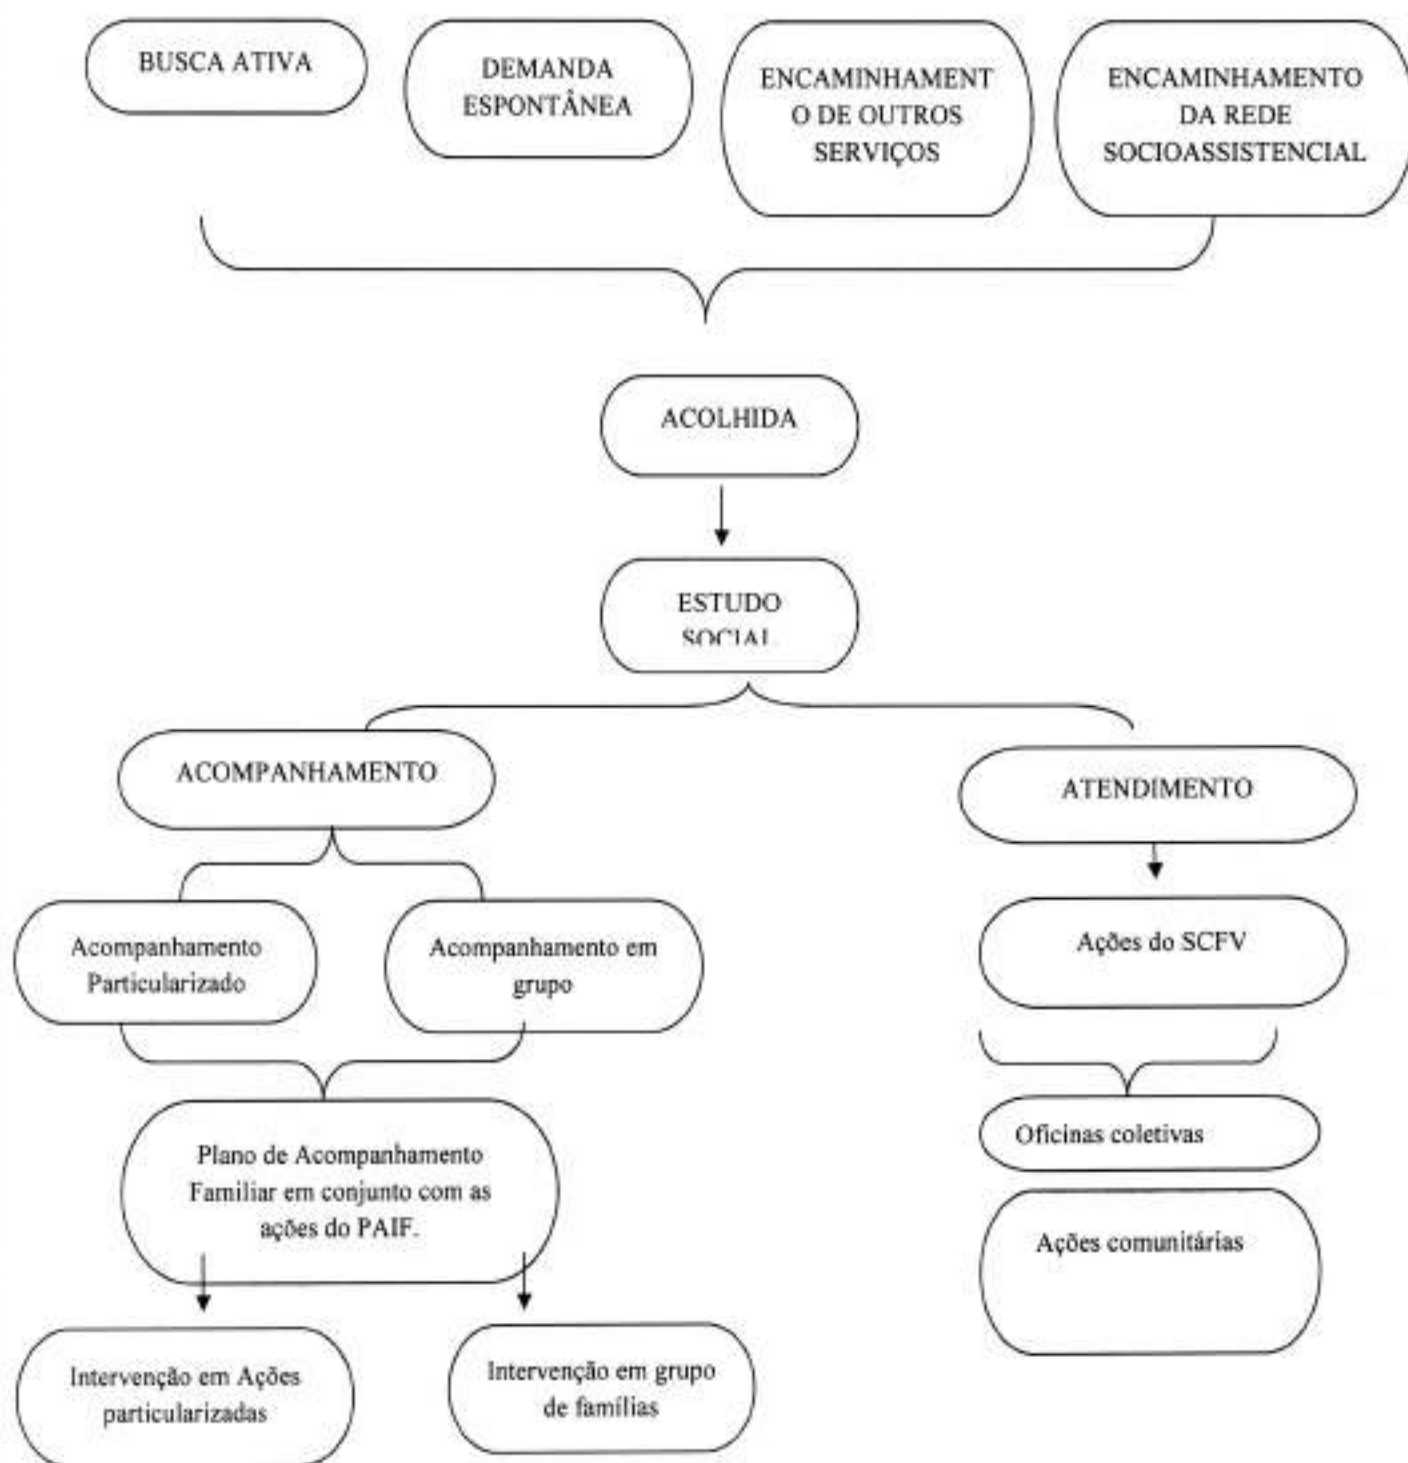 BUSCA ATIVA
DEMANDA
ESPONTÂNEA
ENCAMINHAMENT
O DE OUTROS
SERVIÇOS
ENCAMINHAMENTO
DA REDE
SOCIOASSISTENCIAL
ACOLHIDA
ESTUDO
SOCIAL
ACOMPANHAMENTO
ATENDIMENTO
Acompanhamento
Particularizado
Acompanhamento em
grupo
Ações do SCFV
Plano de Acompanhamento
Familiar em conjunto com as
ações do PAIF.
Oficinas coletivas
Ações comunitárias
Intervenção em Ações
particularizadas
Intervenção em grupo
de famílias